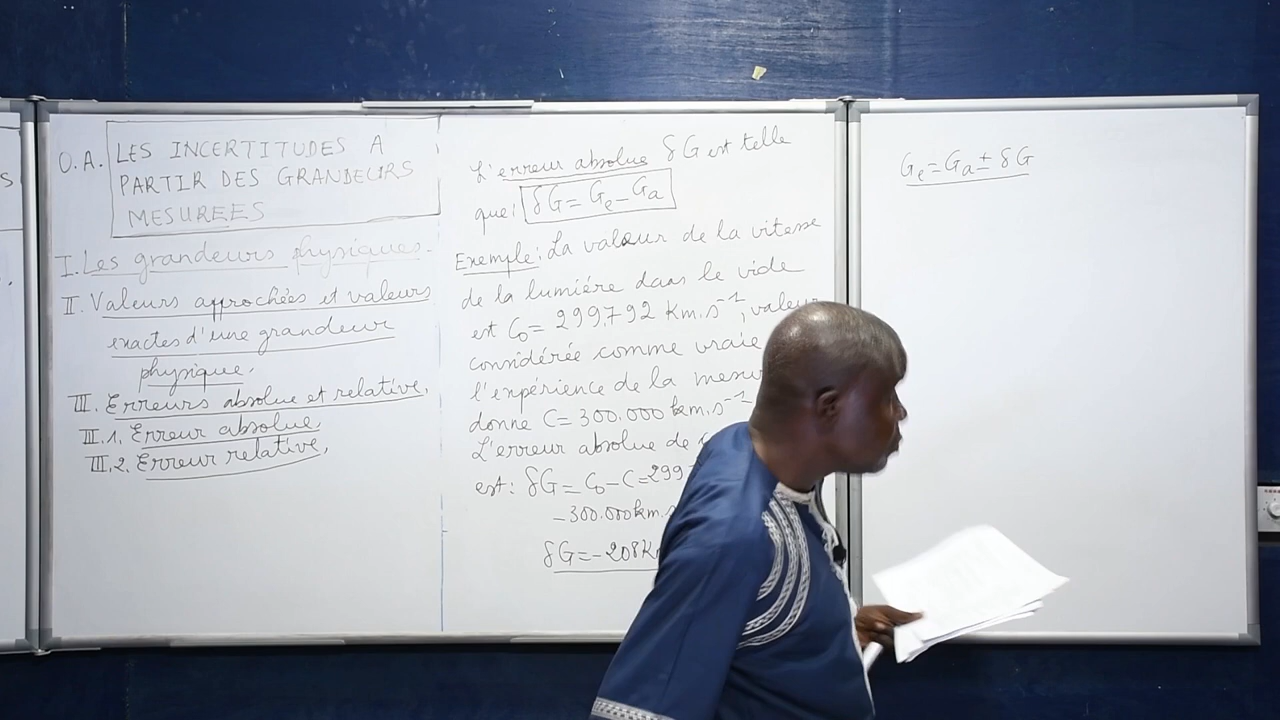 S
O.A. LES INCERTITUDES A
PARTIR DES GRANDEURS
MESUREES
I. Les grandeurs physiques.
II. Valeurs approchées et valeurs
exactes d'une grandeur
physique.
III. Erreurs absolue et relative.
III.1. Erreur absolue.
III.2. Erreur relative.
L'erreur absolue δG est telle
que: δG = Ge - Ga
Exemple: La valeur de la vitesse
de la lumière dans le vide
est C₀ = 299.792 km.s⁻¹, valeur
considérée comme vraie
l'expérience de la
donne C = 300.000 km.s⁻¹
L'erreur absolue de
est: δG = C₀ - C = 299
- 300.000 km.s
δG = - 208 K
Ge = Ga ± δG